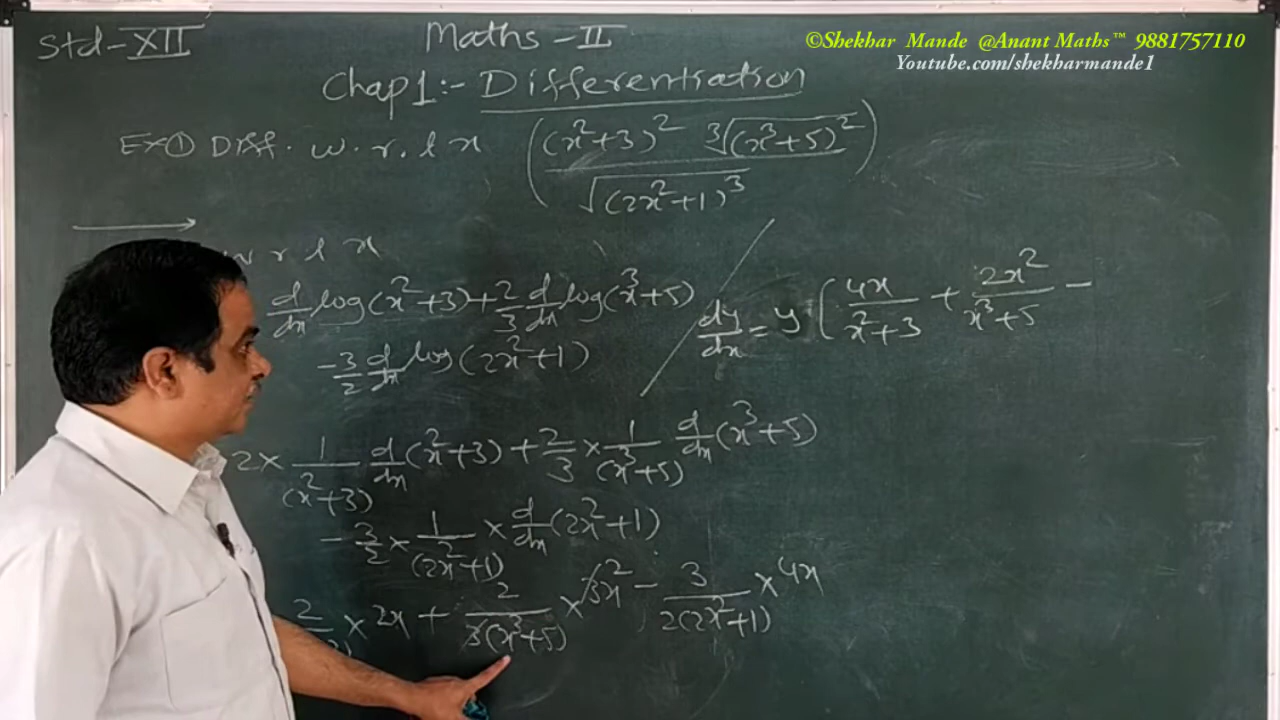 Std-XII
Maths-II
©Shekhar Mande @Anant Maths™ 9881757110
Youtube.com/shekharmande1
Chap1:- Differentiation
Ex① Diff. w.r.t x ( (x²+3)² ∛(x³+5)² / √(2x²+1)³ )
w r t x
d/dx log(x²+3) + 2/3 d/dx log(x³+5)
- 3/2 d/dx log(2x²+1)
2 × 1/(x²+3) d/dx (x²+3) + 2/3 × 1/(x³+5) d/dx (x³+5)
- 3/2 × 1/(2x²+1) × d/dx (2x²+1)
2/ × 2x + 2/3(x³+5) × 3x² - 3/2(2x²+1) × 4x
dy/dx = y [ 4x/x²+3 + 2x²/x³+5 -